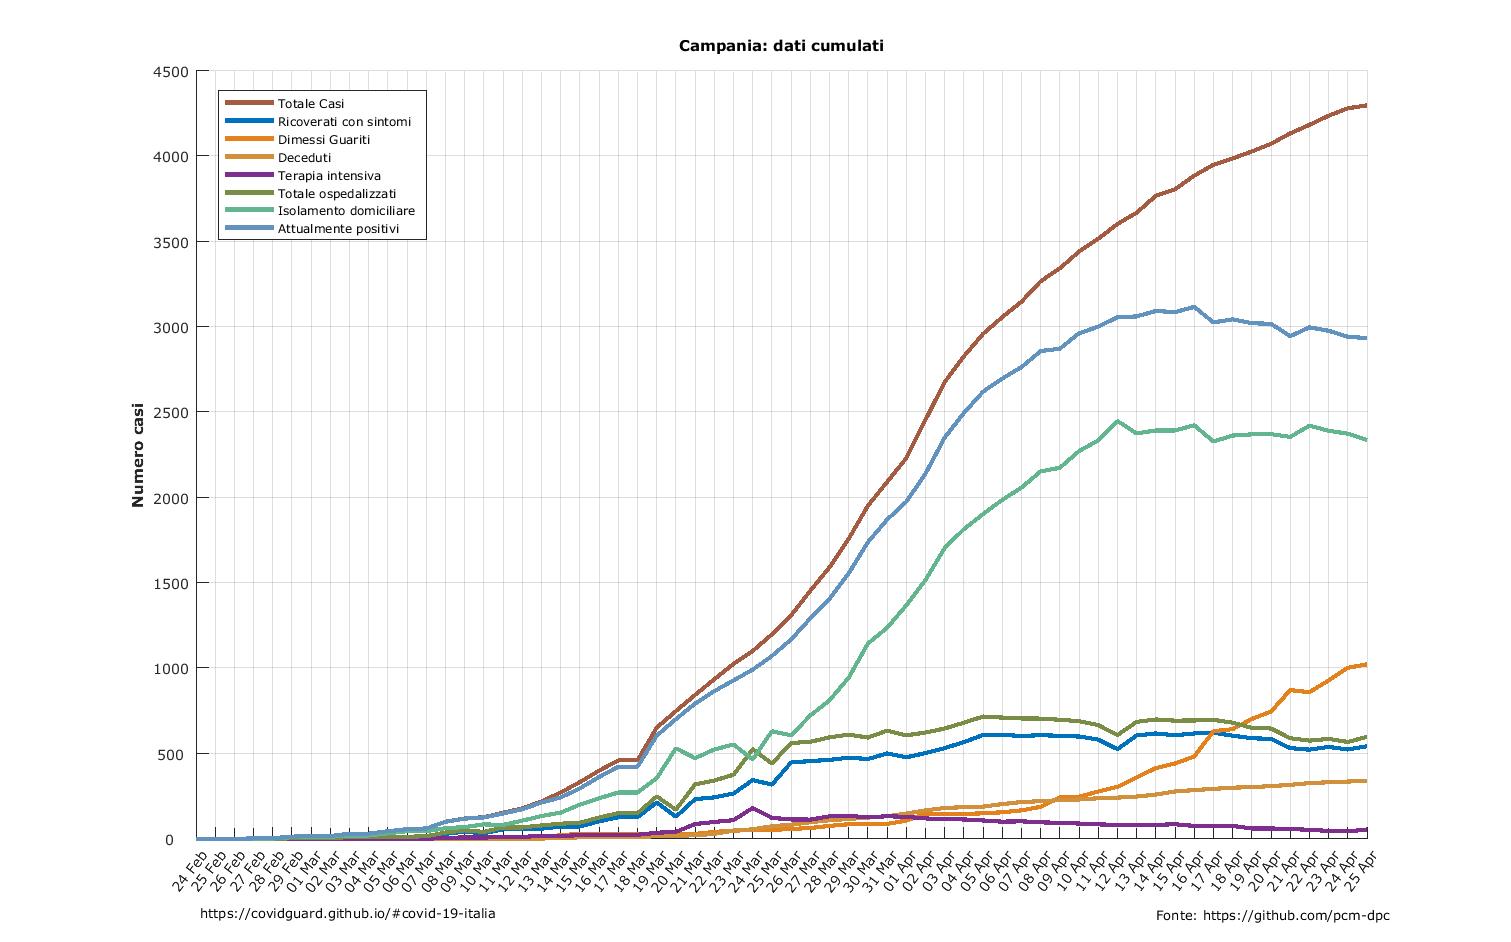 Campania: dati cumulati
4500
4000
3500
3000
2500
2000
1500
1000
500
0
Numero casi
Totale Casi
Ricoverati con sintomi
Dimessi Guariti
Deceduti
Terapia intensiva
Totale ospedalizzati
Isolamento domiciliare
Attualmente positivi
24 Feb
25 Feb
26 Feb
27 Feb
28 Feb
29 Feb
01 Mar
02 Mar
03 Mar
04 Mar
05 Mar
06 Mar
07 Mar
08 Mar
09 Mar
10 Mar
11 Mar
12 Mar
13 Mar
14 Mar
15 Mar
16 Mar
17 Mar
18 Mar
19 Mar
20 Mar
21 Mar
22 Mar
23 Mar
24 Mar
25 Mar
26 Mar
27 Mar
28 Mar
29 Mar
30 Mar
31 Mar
01 Apr
02 Apr
03 Apr
04 Apr
05 Apr
06 Apr
07 Apr
08 Apr
09 Apr
10 Apr
11 Apr
12 Apr
13 Apr
14 Apr
15 Apr
16 Apr
17 Apr
18 Apr
19 Apr
20 Apr
21 Apr
22 Apr
23 Apr
24 Apr
25 Apr
https://covidguard.github.io/#covid-19-italia
Fonte: https://github.com/pcm-dpc